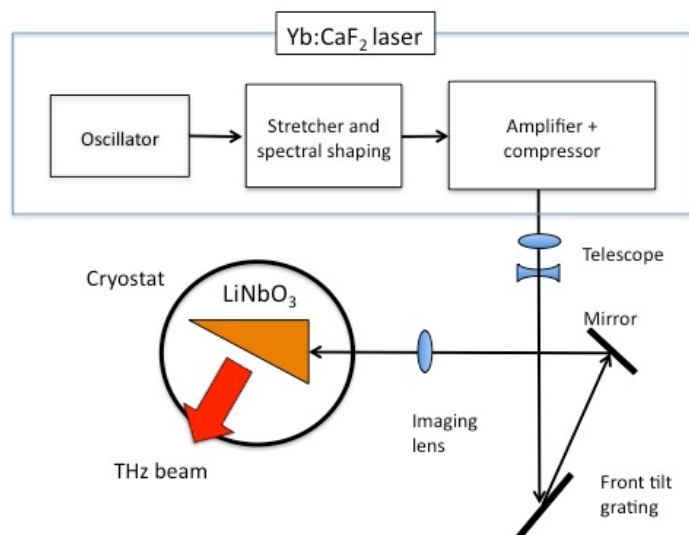 Yb:CaF₂ laser
Oscillator
Stretcher and
spectral shaping
Amplifier +
compressor
Telescope
Cryostat
LiNbO₃
Mirror
Imaging
lens
THz beam
Front tilt
grating